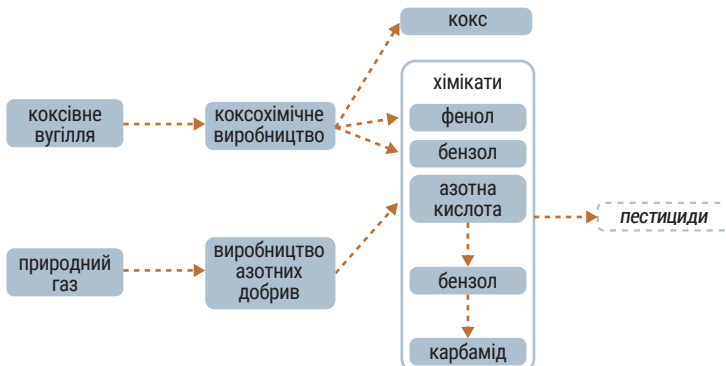 кокс
хімікати
коксівне
вугілля
коксохімічне
виробництво
фенол
бензол
азотна
кислота
пестициди
природний
газ
виробництво
азотних
добрив
бензол
карбамід